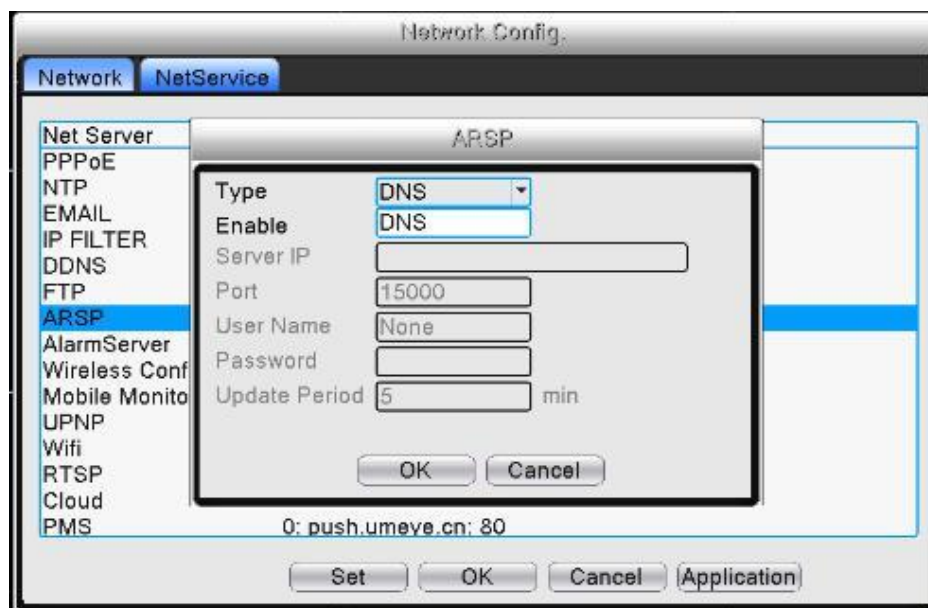 Network Config.
Network NetService
Net Server
PPPoE
NTP
EMAIL
IP FILTER
DDNS
FTP
ARSP
AlarmServer
Wireless Conf
Mobile Monito
UPNP
Wifi
RTSP
Cloud
PMS 0: push.umeye.cn: 80
ARSP
Type DNS
Enable DNS
Server IP
Port 15000
User Name None
Password
Update Period 5 min
OK Cancel
Set OK Cancel Application